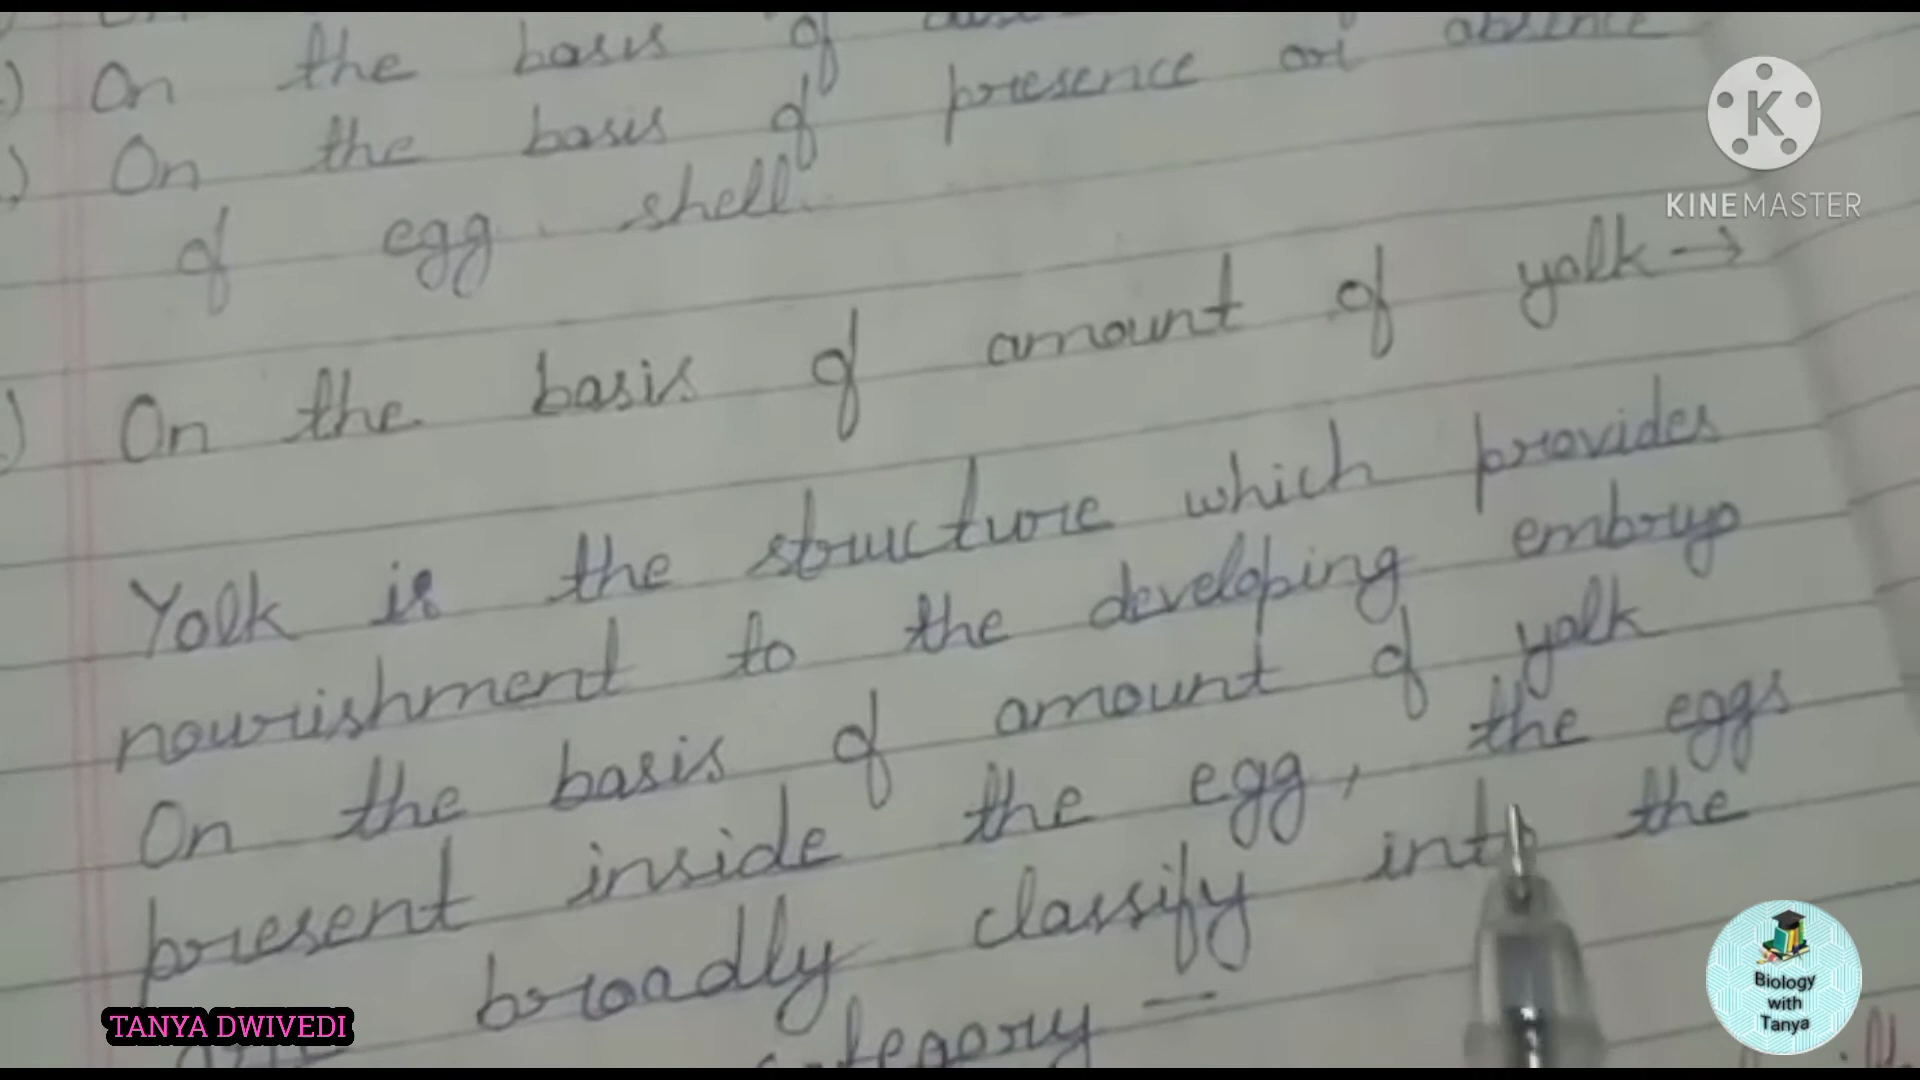 ) On the basis of
) On the basis of presence or absence
of egg shell.
) On the basis of amount of yolk →
Yolk is the structure which provides
nourishment to the developing embryo
On the basis of amount of yolk
present inside the egg, the eggs
broadly classify into the
category —
KINEMASTER
Biology
with
Tanya
TANYA DWIVEDI